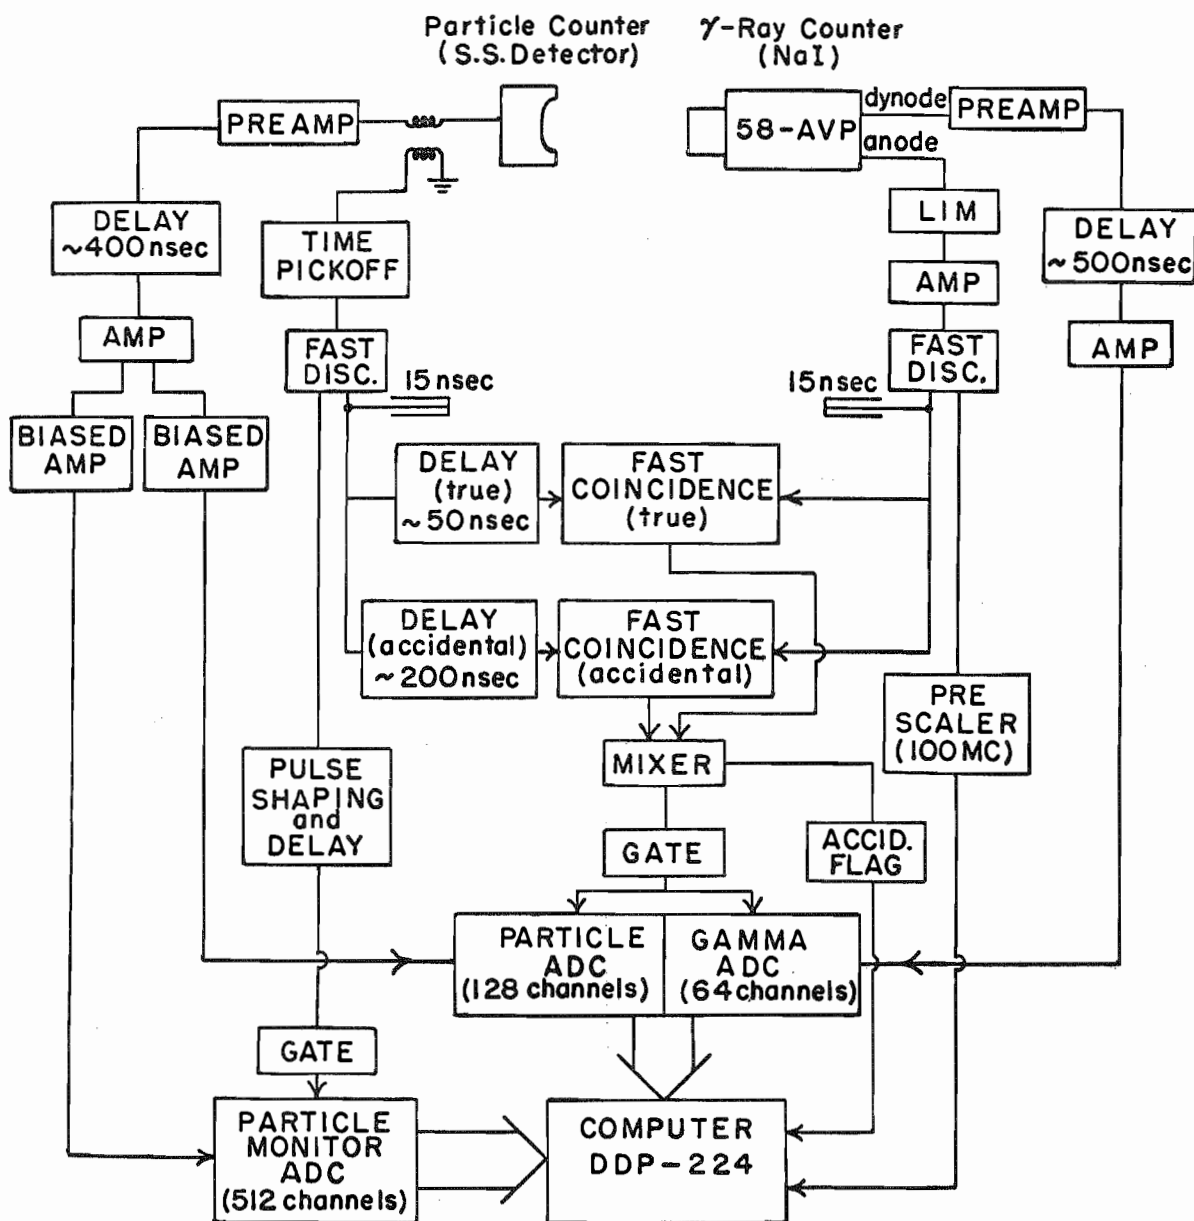 Particle Counter
(S.S. Detector)
γ-Ray Counter
(NaI)
PREAMP
58-AVP
dynode
anode
PREAMP
DELAY
~400nsec
TIME
PICKOFF
LIM
DELAY
~500nsec
AMP
AMP
FAST
DISC.
FAST
DISC.
AMP
15nsec
15nsec
BIASED
AMP
BIASED
AMP
DELAY
(true)
~50nsec
FAST
COINCIDENCE
(true)
DELAY
(accidental)
~200nsec
FAST
COINCIDENCE
(accidental)
PRE
SCALER
(100MC)
MIXER
PULSE
SHAPING
and
DELAY
GATE
ACCID.
FLAG
PARTICLE
ADC
(128 channels)
GAMMA
ADC
(64 channels)
GATE
PARTICLE
MONITOR
ADC
(512 channels)
COMPUTER
DDP-224